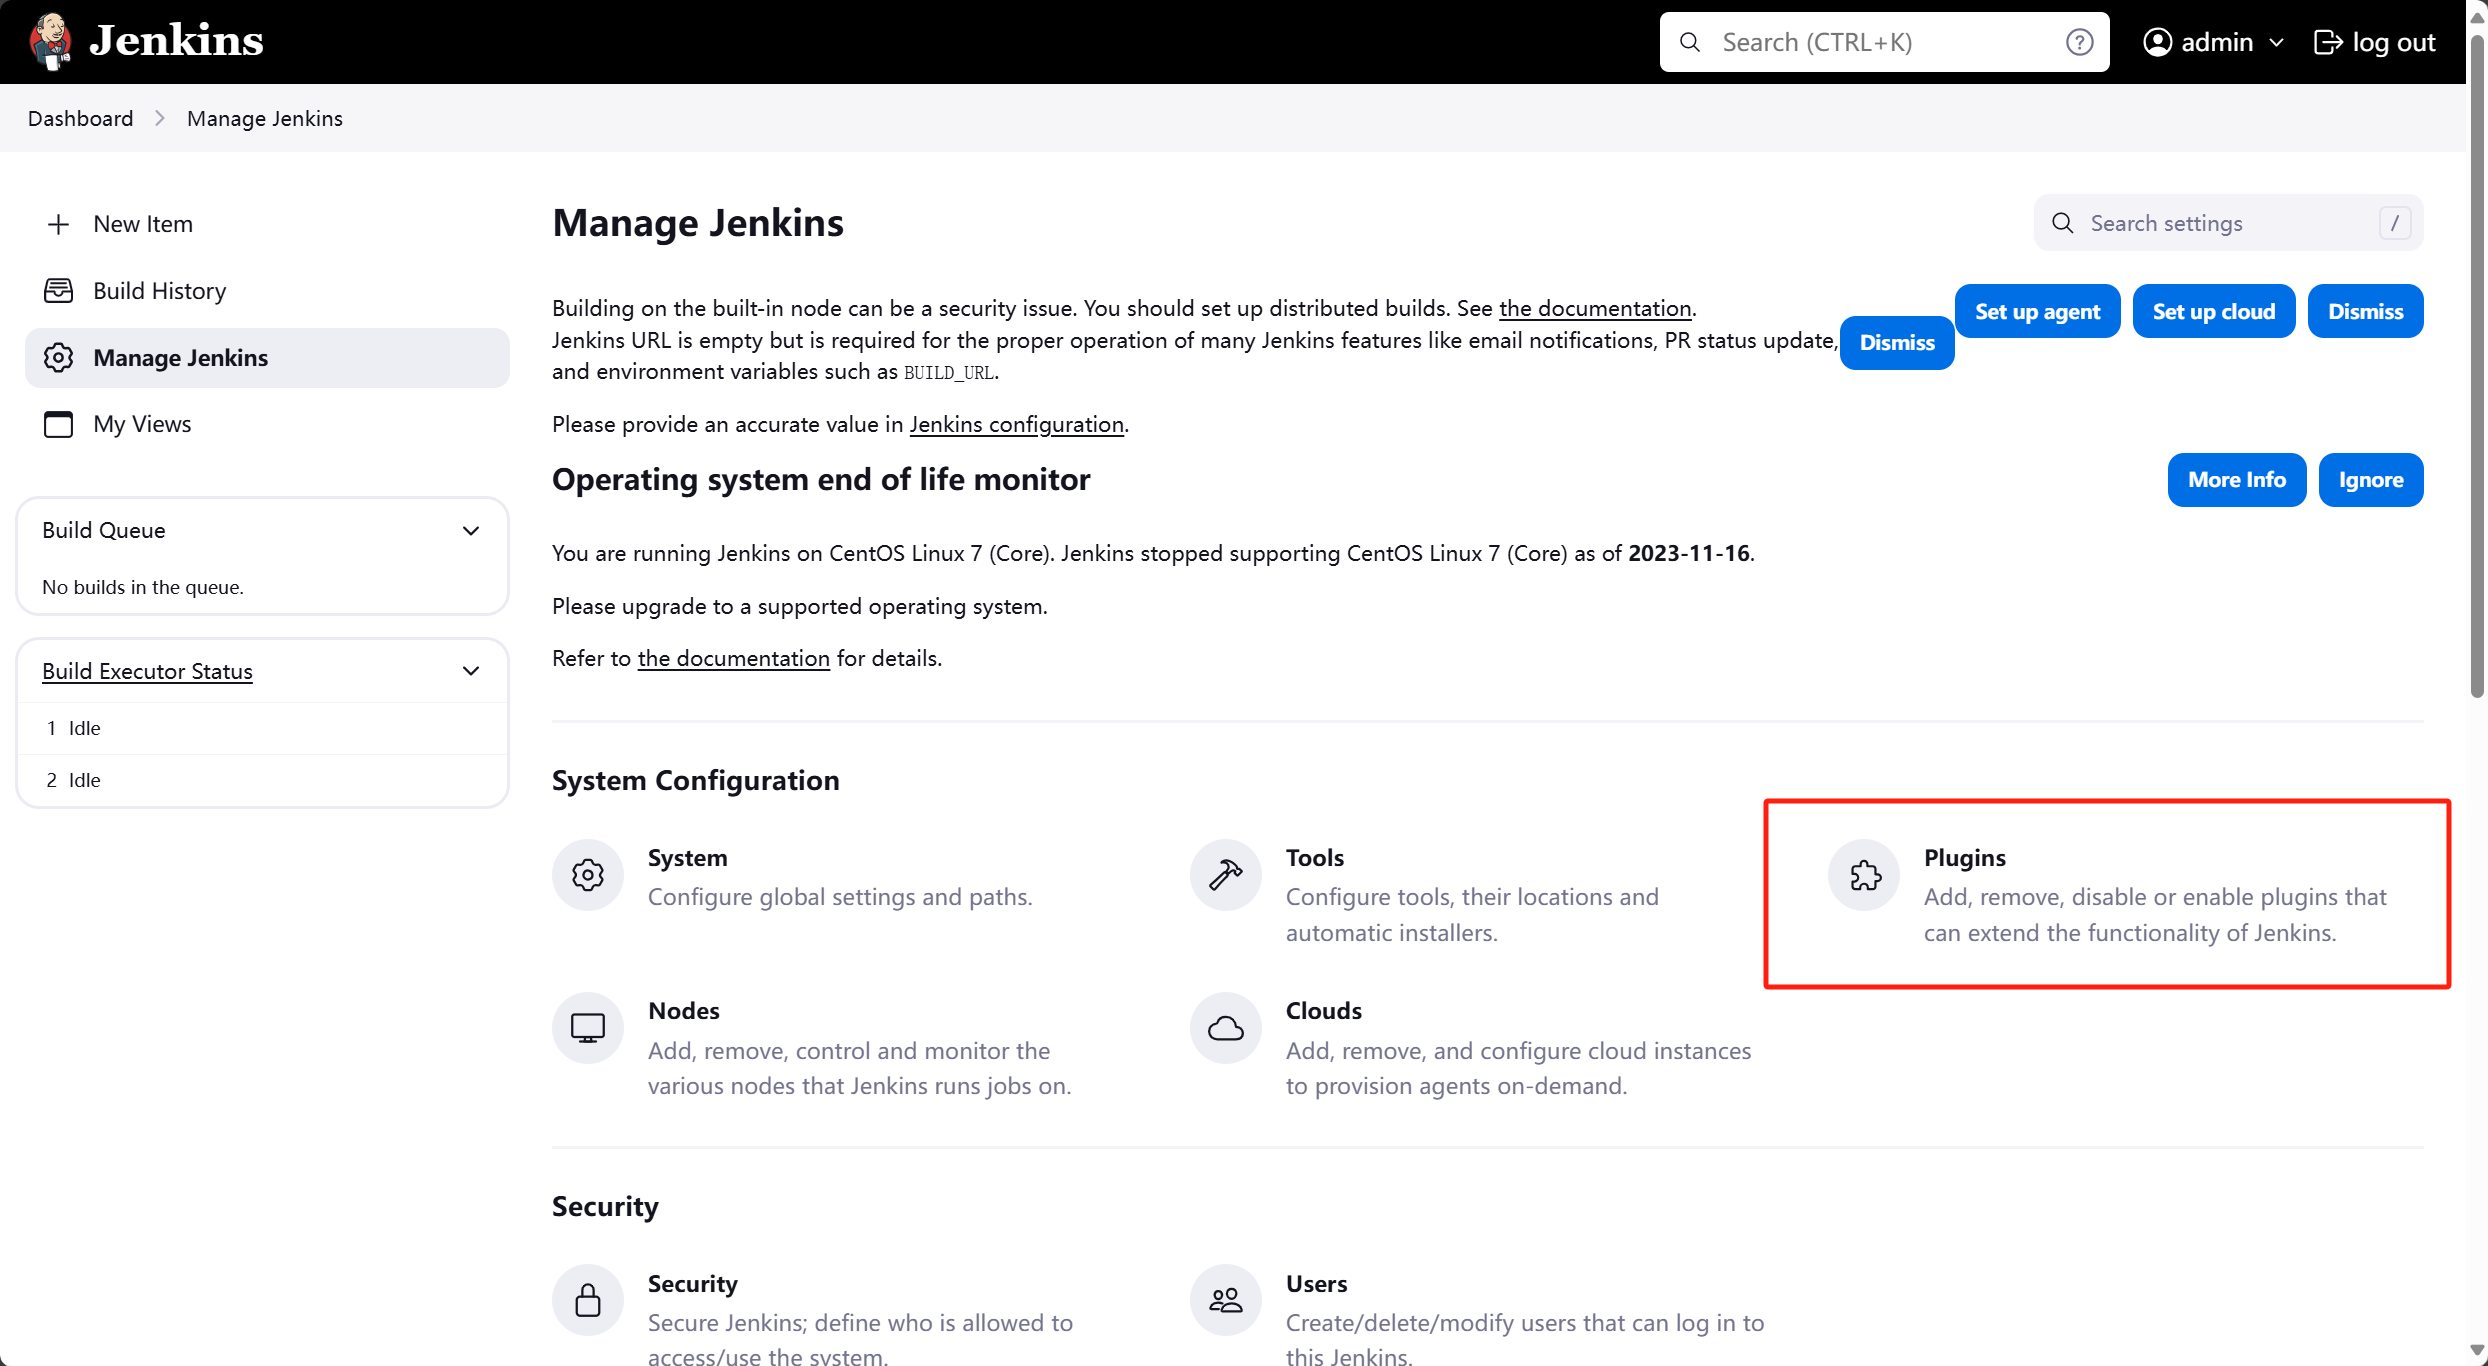 Jenkins
Search (CTRL+K)
admin
log out
Dashboard
Manage Jenkins
New Item
Build History
Manage Jenkins
My Views
Build Queue
No builds in the queue.
Build Executor Status
1 Idle
2 Idle
Manage Jenkins
Search settings
/
Building on the built-in node can be a security issue. You should set up distributed builds. See the documentation.
Set up agent
Set up cloud
Dismiss
Jenkins URL is empty but is required for the proper operation of many Jenkins features like email notifications, PR status update,
and environment variables such as BUILD_URL.
Dismiss
Please provide an accurate value in Jenkins configuration.
Operating system end of life monitor
More Info
Ignore
You are running Jenkins on CentOS Linux 7 (Core). Jenkins stopped supporting CentOS Linux 7 (Core) as of 2023-11-16.
Please upgrade to a supported operating system.
Refer to the documentation for details.
System Configuration
System
Configure global settings and paths.
Tools
Configure tools, their locations and
automatic installers.
Plugins
Add, remove, disable or enable plugins that
can extend the functionality of Jenkins.
Nodes
Add, remove, control and monitor the
various nodes that Jenkins runs jobs on.
Clouds
Add, remove, and configure cloud instances
to provision agents on-demand.
Security
Security
Secure Jenkins; define who is allowed to
access/use the system.
Users
Create/delete/modify users that can log in to
this Jenkins.